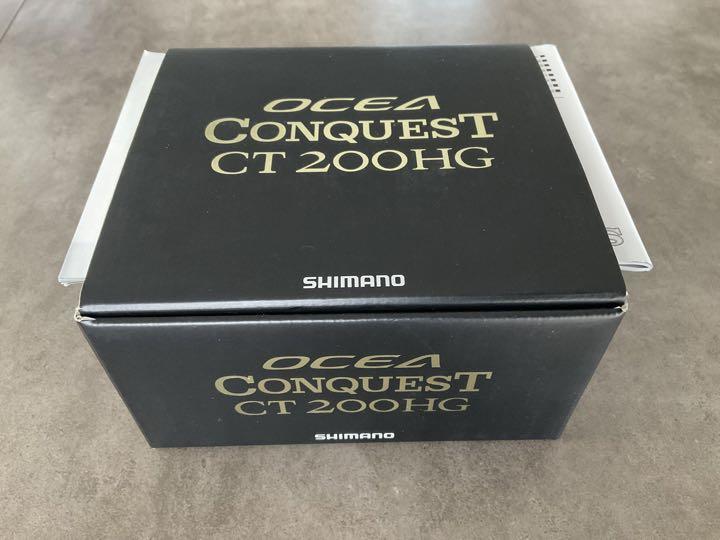 OCEA
CONQUEST
CT 200HG
SHIMANO
OCEA
CONQUEST
CT 200HG
SHIMANO